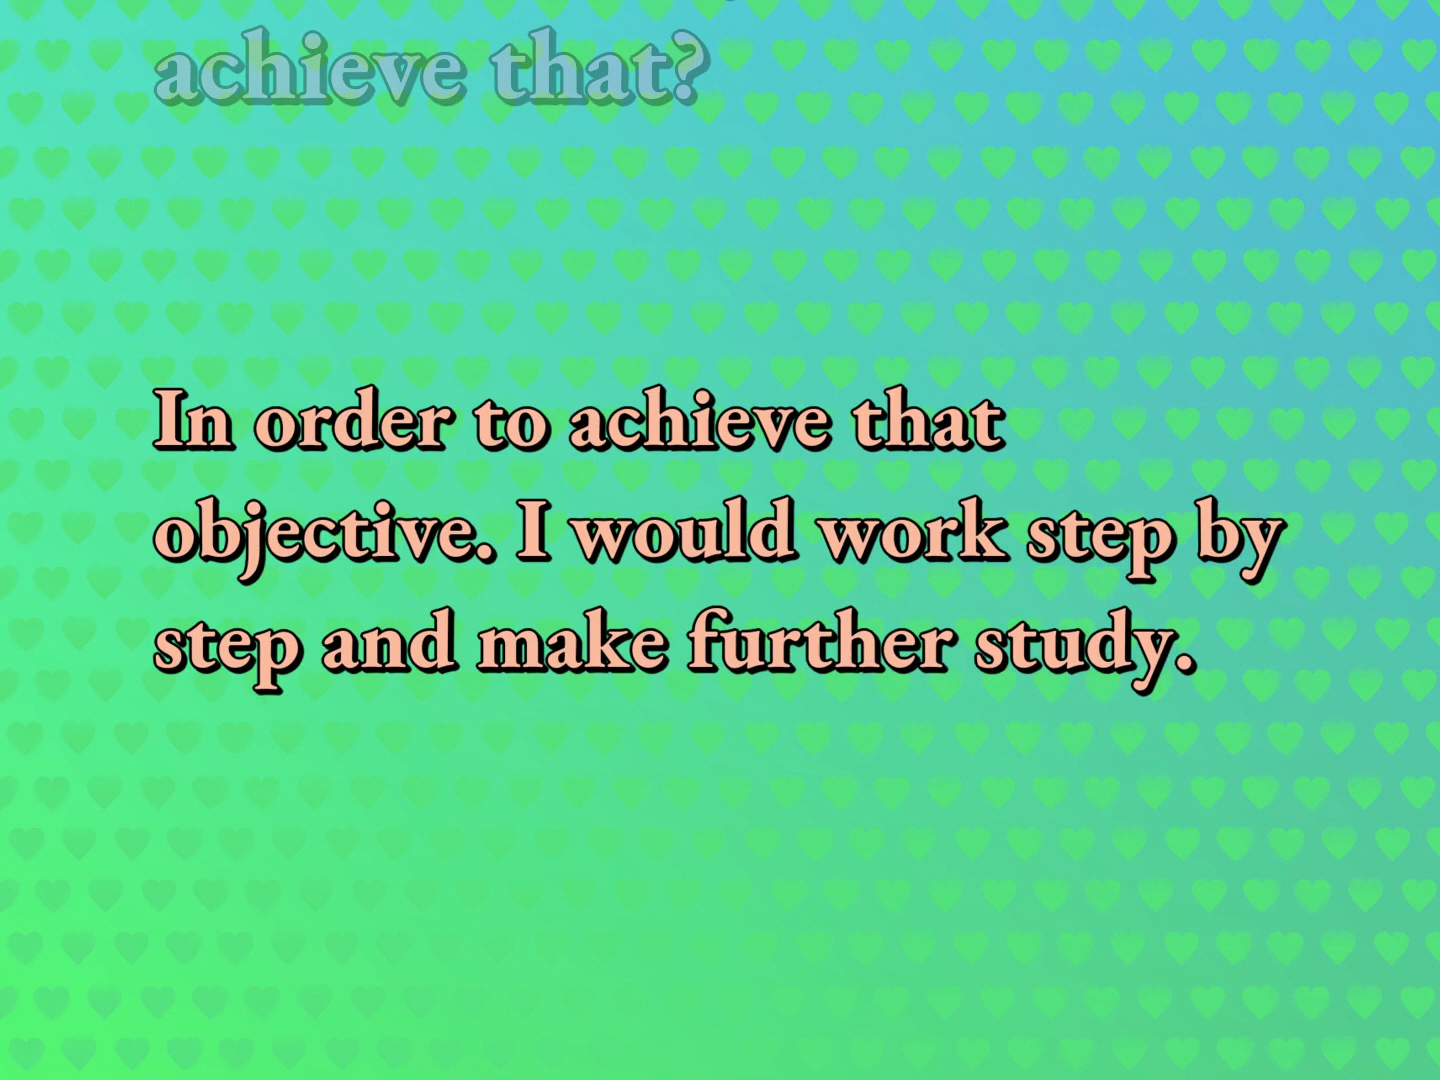 achieve that?
In order to achieve that
objective. I would work step by
step and make further study.